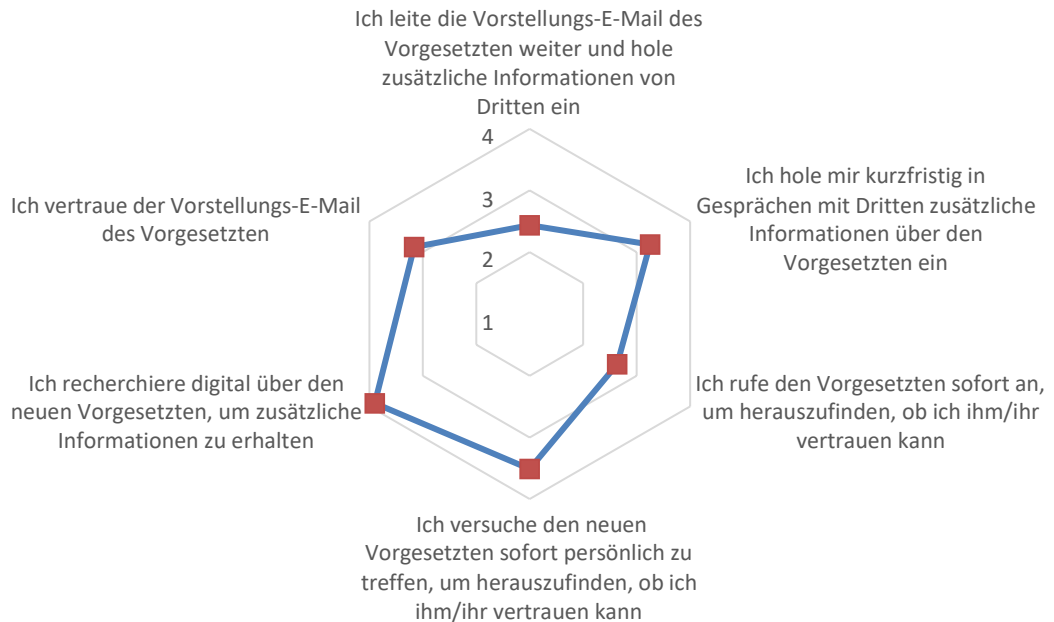 Ich leite die Vorstellungs-E-Mail des
Vorgesetzten weiter und hole
zusätzliche Informationen von
Dritten ein
4
3
2
1
Ich hole mir kurzfristig in
Gesprächen mit Dritten zusätzliche
Informationen über den
Vorgesetzten ein
Ich rufe den Vorgesetzten sofort an,
um herauszufinden, ob ich ihm/ihr
vertrauen kann
Ich versuche den neuen
Vorgesetzten sofort persönlich zu
treffen, um herauszufinden, ob ich
ihm/ihr vertrauen kann
Ich recherchiere digital über den
neuen Vorgesetzten, um zusätzliche
Informationen zu erhalten
Ich vertraue der Vorstellungs-E-Mail
des Vorgesetzten